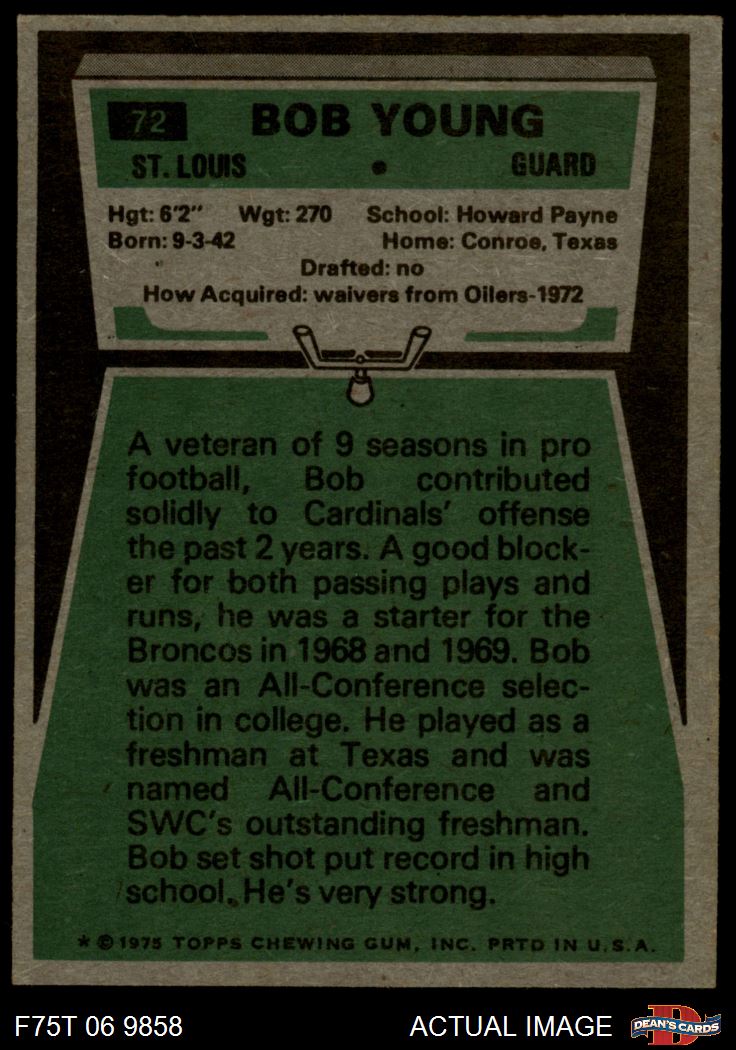 72 BOB YOUNG
ST. LOUIS • GUARD
Hgt: 6'2" Wgt: 270 School: Howard Payne
Born: 9-3-42 Home: Conroe, Texas
Drafted: no
How Acquired: waivers from Oilers-1972
A veteran of 9 seasons in pro
football, Bob contributed
solidly to Cardinals' offense
the past 2 years. A good block-
er for both passing plays and
runs, he was a starter for the
Broncos in 1968 and 1969. Bob
was an All-Conference selec-
tion in college. He played as a
freshman at Texas and was
named All-Conference and
SWC's outstanding freshman.
Bob set shot put record in high
school. He's very strong.
* © 1975 TOPPS CHEWING GUM, INC. PRTD IN U.S.A.
F75T 06 9858 ACTUAL IMAGE DEAN'S CARDS